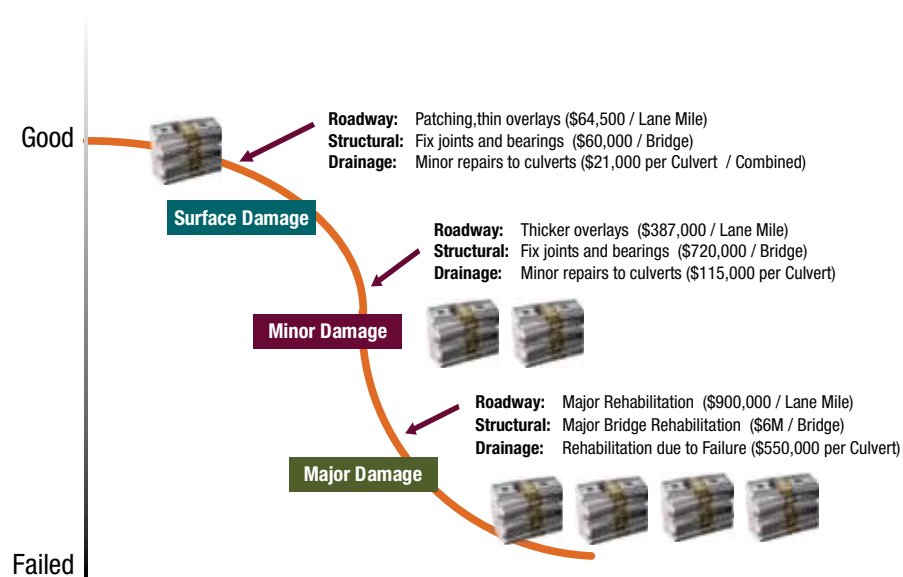 Good
Roadway: Patching,thin overlays ($64,500 / Lane Mile)
Structural: Fix joints and bearings ($60,000 / Bridge)
Drainage: Minor repairs to culverts ($21,000 per Culvert / Combined)
Surface Damage
Roadway: Thicker overlays ($387,000 / Lane Mile)
Structural: Fix joints and bearings ($720,000 / Bridge)
Drainage: Minor repairs to culverts ($115,000 per Culvert)
Minor Damage
Roadway: Major Rehabilitation ($900,000 / Lane Mile)
Structural: Major Bridge Rehabilitation ($6M / Bridge)
Drainage: Rehabilitation due to Failure ($550,000 per Culvert)
Major Damage
Failed